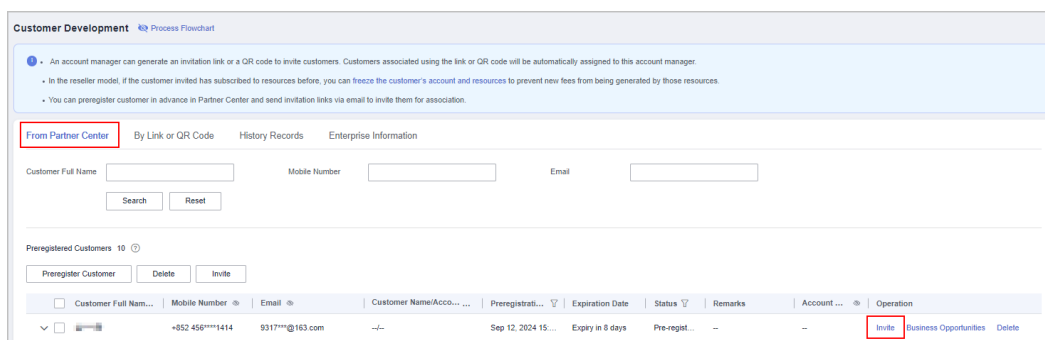 Customer Development Process Flowchart
An account manager can generate an invitation link or a QR code to invite customers. Customers associated using the link or QR code will be automatically assigned to this account manager.
In the reseller model, if the customer invited has subscribed to resources before, you can freeze the customer's account and resources to prevent new fees from being generated by those resources.
You can preregister customer in advance in Partner Center and send invitation links via email to invite them for association.
From Partner Center By Link or QR Code History Records Enterprise Information
Customer Full Name Mobile Number Email
Search Reset
Preregistered Customers 10
Preregister Customer Delete Invite
Customer Full Nam... Mobile Number Email Customer Name/Acco... ... Preregistrati... Expiration Date Status Remarks Account ... Operation
+852 456****1414 9317***@163.com --/-- Sep 12, 2024 15:... Expiry in 8 days Pre-regist... -- -- Invite Business Opportunities Delete